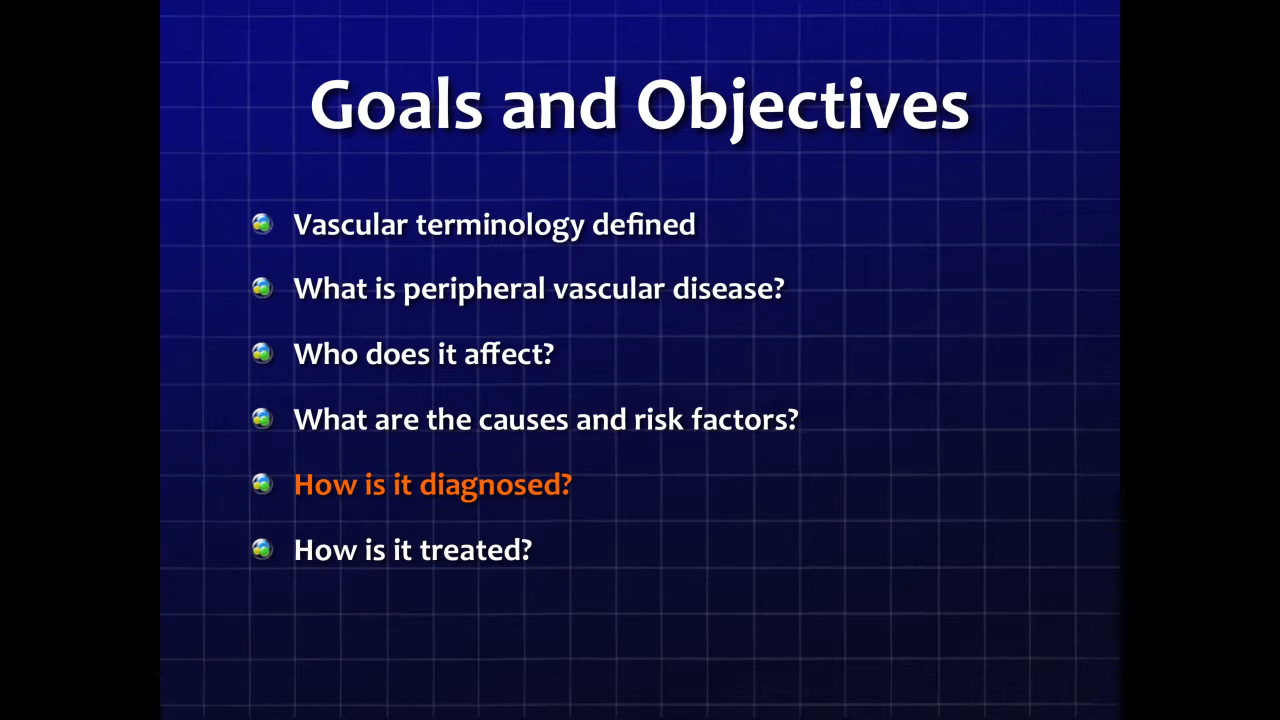 Goals and Objectives
Vascular terminology defined
What is peripheral vascular disease?
Who does it affect?
What are the causes and risk factors?
How is it diagnosed?
How is it treated?